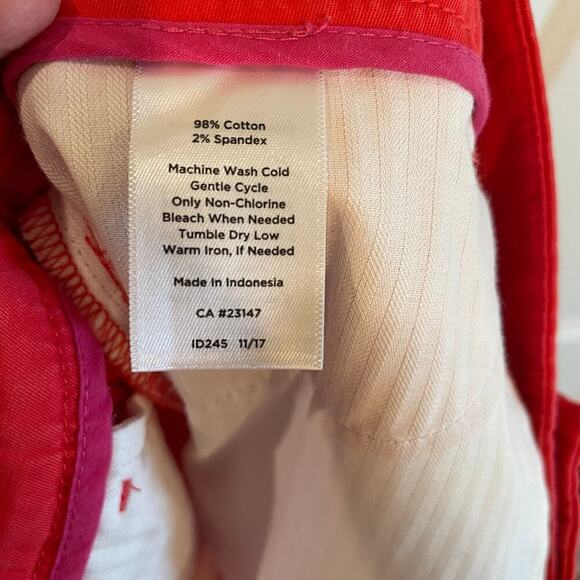 98% Cotton
2% Spandex
Machine Wash Cold
Gentle Cycle
Only Non-Chlorine
Bleach When Needed
Tumble Dry Low
Warm Iron, If Needed
Made In Indonesia
CA #23147
ID245 11/17